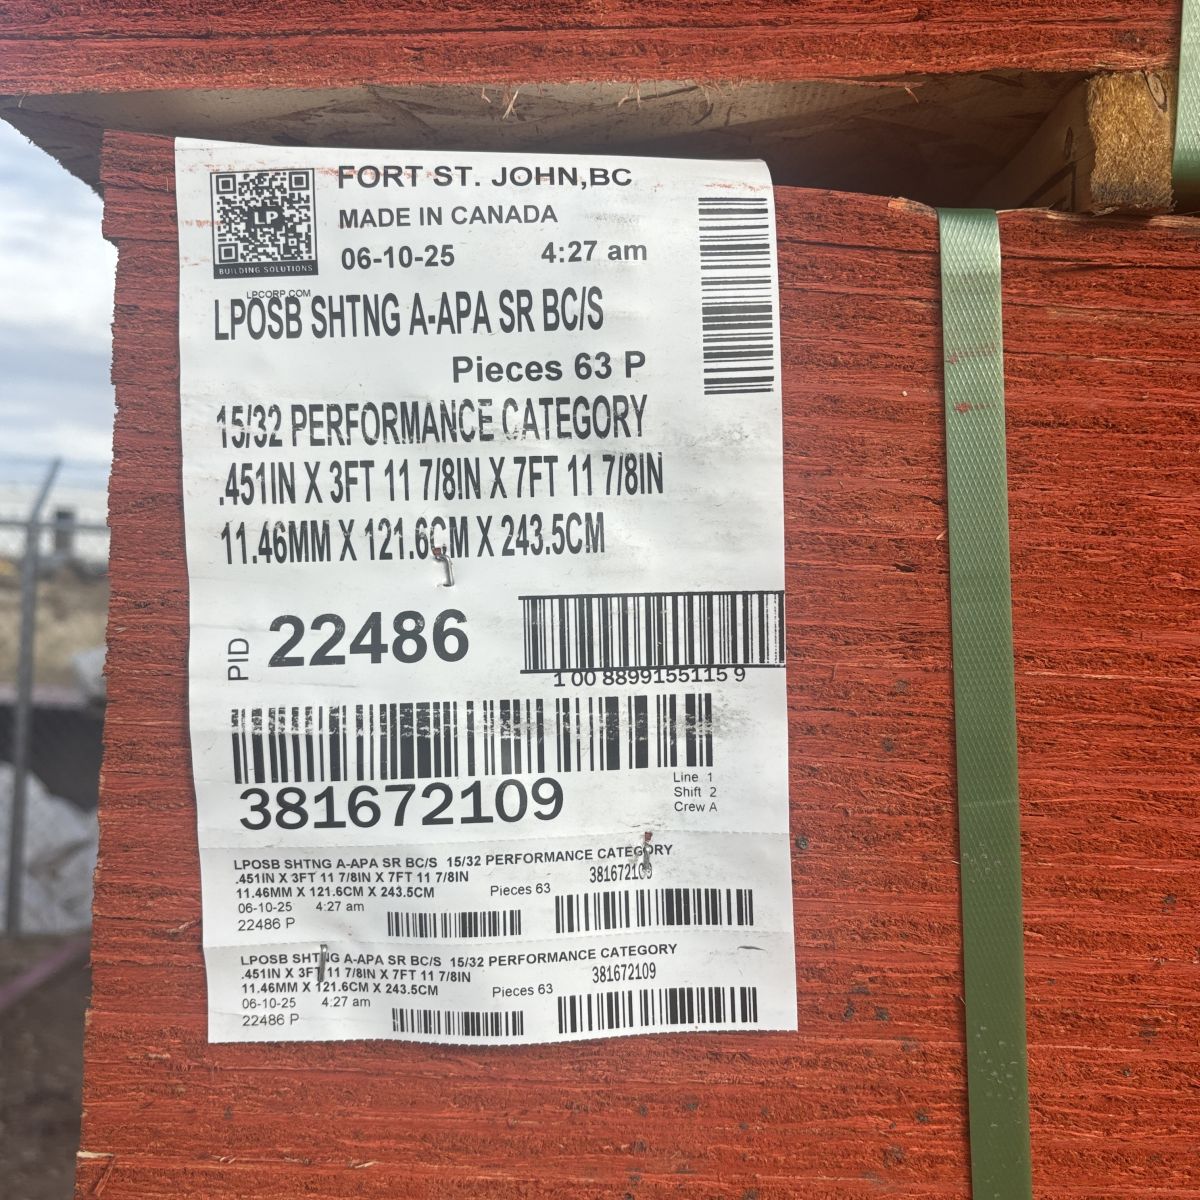 FORT ST. JOHN,BC
LP
MADE IN CANADA
BUILDING SOLUTIONS
06-10-25 4:27 am
LPCORP.COM
LPOSB SHTNG A-APA SR BC/S
Pieces 63 P
15/32 PERFORMANCE CATEGORY
.451IN X 3FT 11 7/8IN X 7FT 11 7/8IN
11.46MM X 121.6CM X 243.5CM
PID 22486
1 00 8899155115 9
381672109
Line 1
Shift 2
Crew A
LPOSB SHTNG A-APA SR BC/S 15/32 PERFORMANCE CATEGORY
.451IN X 3FT 11 7/8IN X 7FT 11 7/8IN 381672109
11.46MM X 121.6CM X 243.5CM Pieces 63
06-10-25 4:27 am
22486 P
LPOSB SHTNG A-APA SR BC/S 15/32 PERFORMANCE CATEGORY
.451IN X 3FT 11 7/8IN X 7FT 11 7/8IN 381672109
11.46MM X 121.6CM X 243.5CM Pieces 63
06-10-25 4:27 am
22486 P